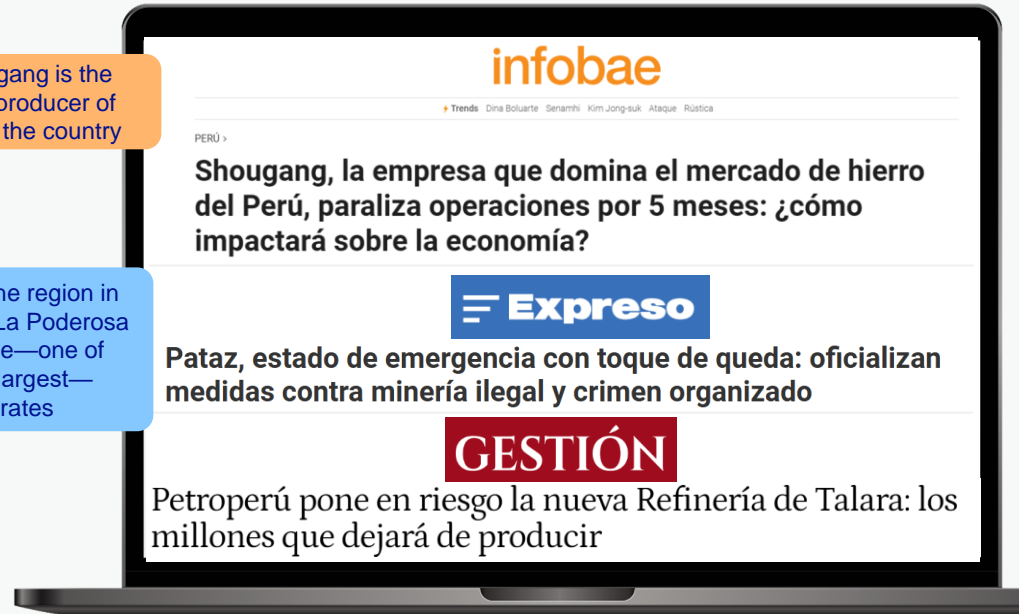 gang is the
producer of
the country
infobae
Trends Dina Boluarte Senamhi Kim Jong-suk Ataque Rústica
PERÚ >
Shougang, la empresa que domina el mercado de hierro
del Perú, paraliza operaciones por 5 meses: ¿cómo
impactará sobre la economía?
he region in
La Poderosa
e—one of
largest—
rates
Expreso
Pataz, estado de emergencia con toque de queda: oficializan
medidas contra minería ilegal y crimen organizado
GESTIÓN
Petroperú pone en riesgo la nueva Refinería de Talara: los
millones que dejará de producir